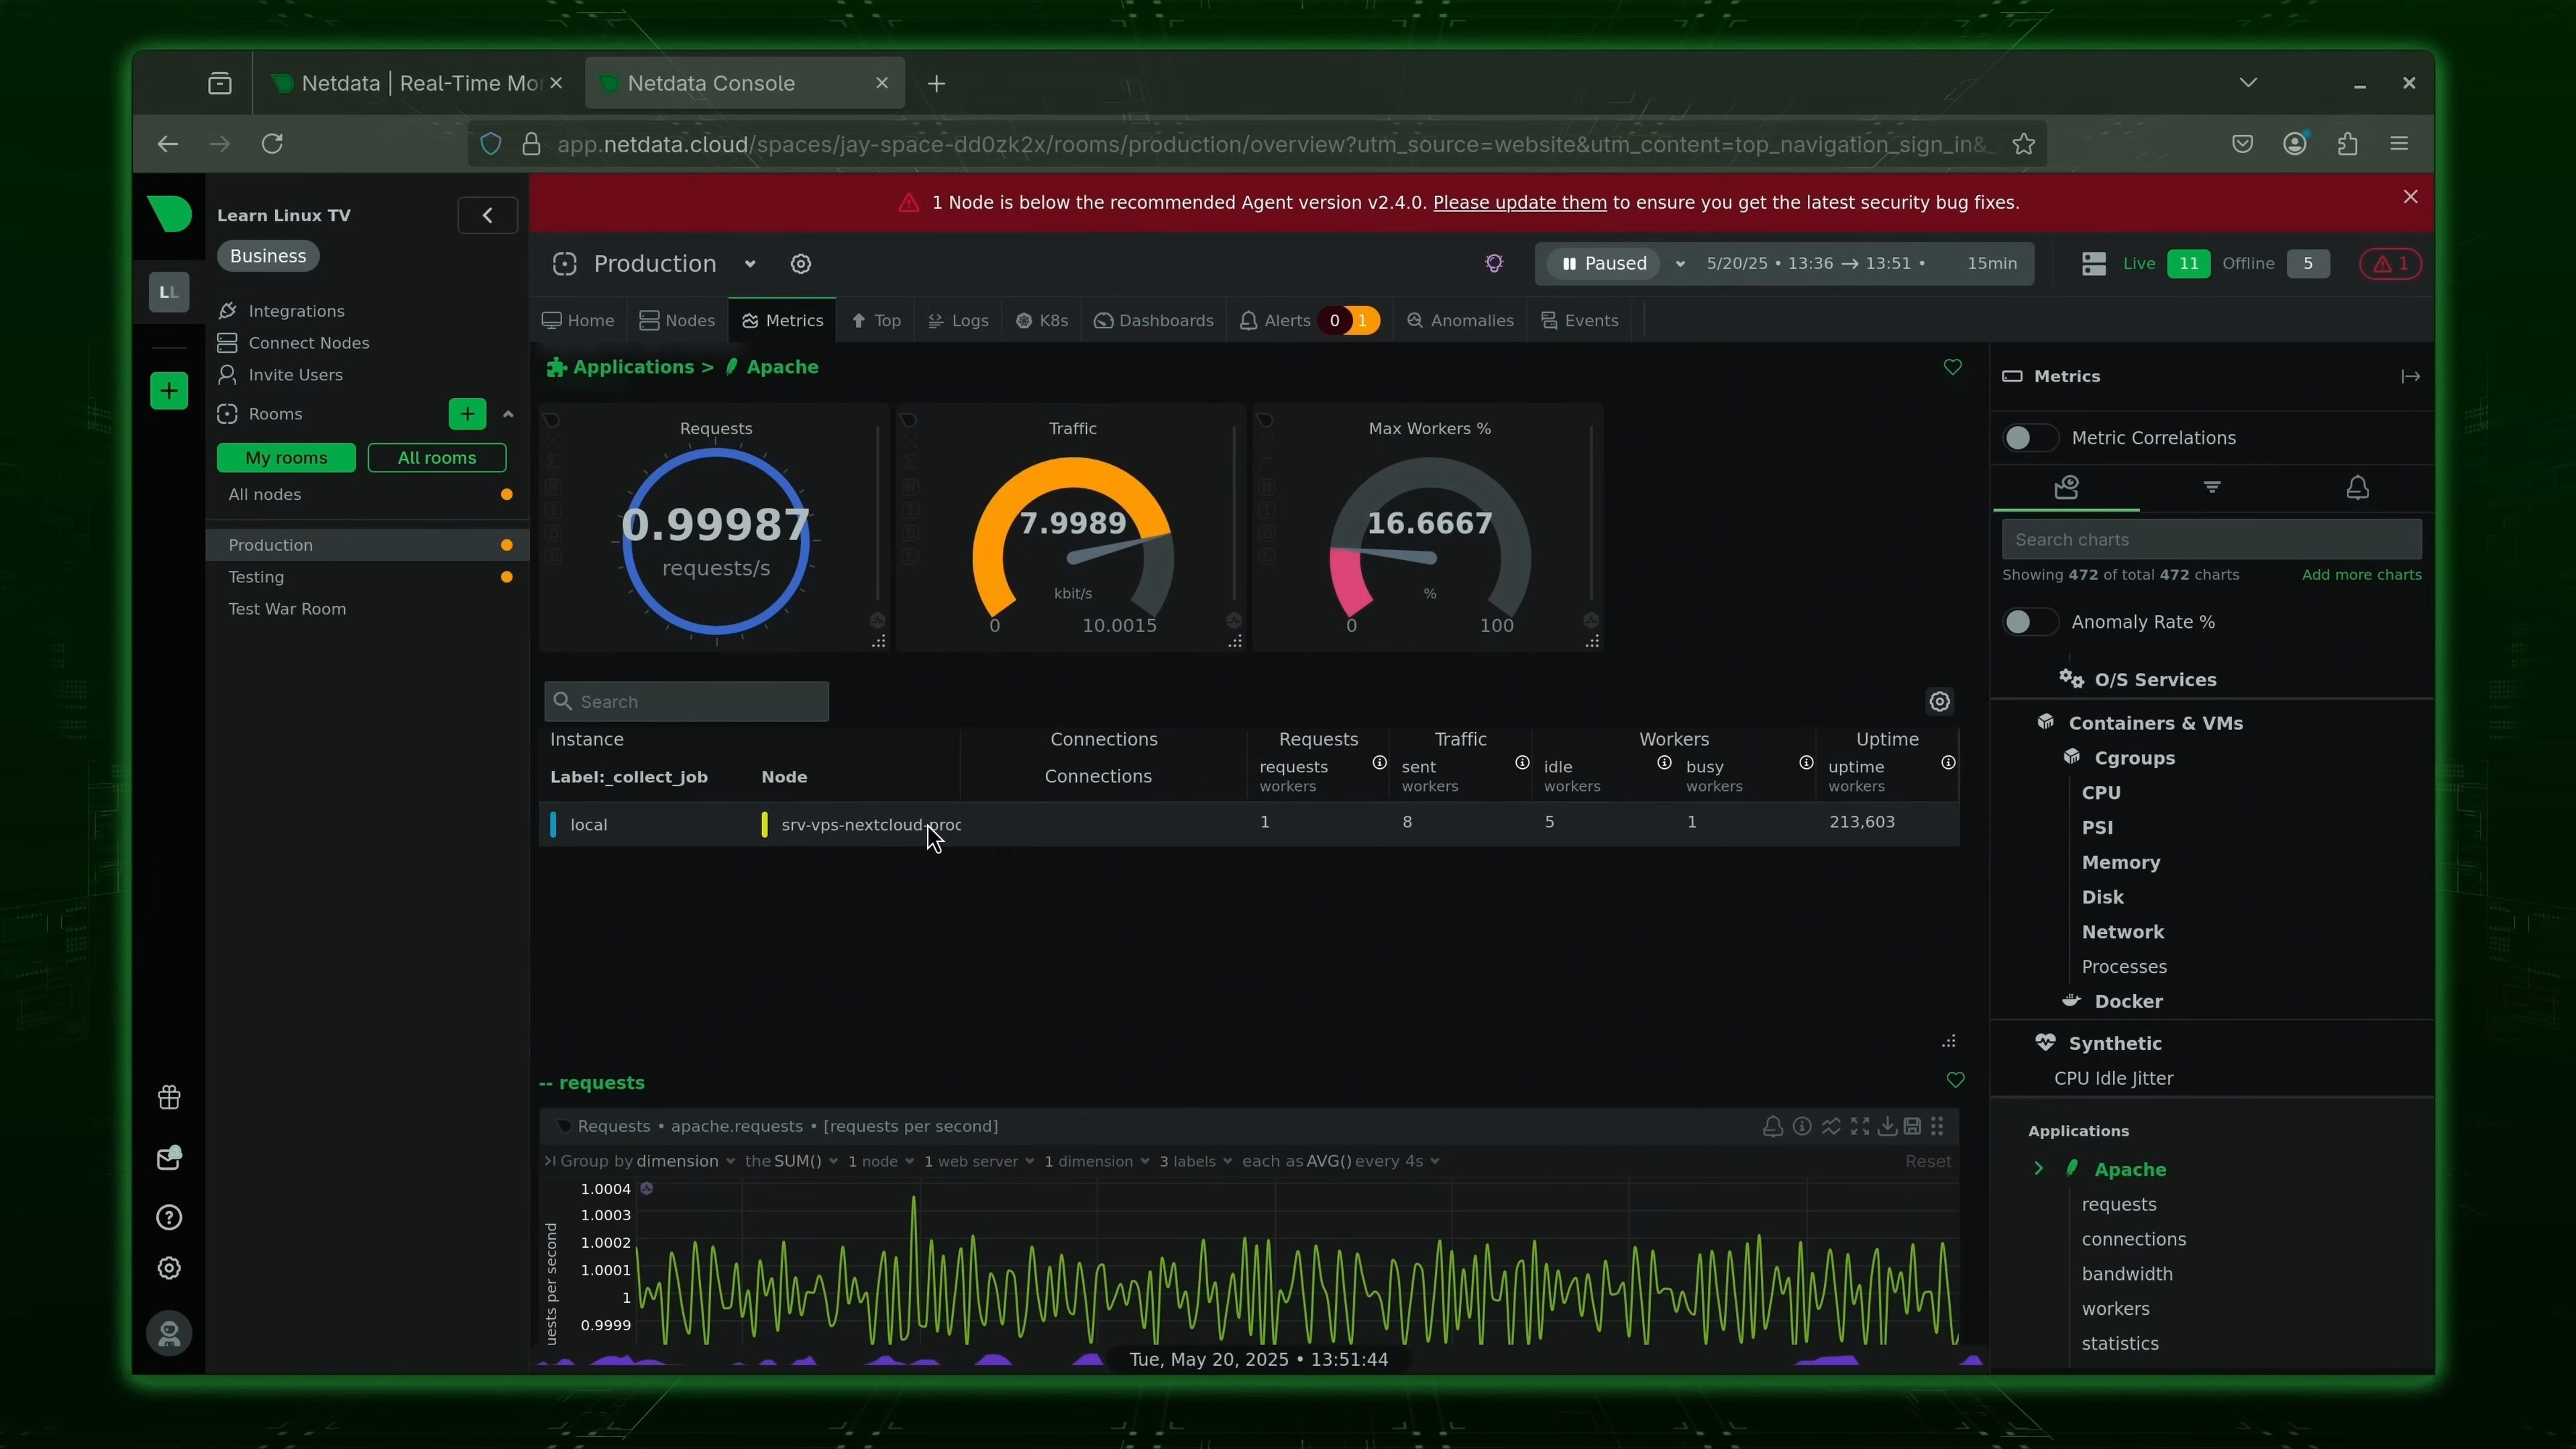 Netdata | Real-Time Mo
Netdata Console
app.netdata.cloud/spaces/jay-space-dd0zk2x/rooms/production/overview?utm_source=website&utm_content=top_navigation_sign_in&
Learn Linux TV
Business
LL
Integrations
Connect Nodes
Invite Users
Rooms
My rooms
All rooms
All nodes
Production
Testing
Test War Room
1 Node is below the recommended Agent version v2.4.0. Please update them to ensure you get the latest security bug fixes.
Production
Paused
5/20/25 • 13:36 → 13:51 • 15min
Live 11 Offline 5
1
Home
Nodes
Metrics
Top
Logs
K8s
Dashboards
Alerts 0 1
Anomalies
Events
Applications > Apache
Requests
0.99987
requests/s
Traffic
7.9989
kbit/s
0 10.0015
Max Workers %
16.6667
%
0 100
Search
Instance Connections Requests Traffic Workers Uptime
Label:_collect_job Node Connections requests workers sent workers idle workers busy workers uptime workers
local srv-vps-nextcloud-prod 1 8 5 1 213,603
-- requests
Requests • apache.requests • [requests per second]
Group by dimension the SUM() 1 node 1 web server 1 dimension 3 labels each as AVG() every 4s Reset
1.0004
1.0003
1.0002
1.0001
1
0.9999
uests per second
Tue, May 20, 2025 • 13:51:44
Metrics
Metric Correlations
Search charts
Showing 472 of total 472 charts Add more charts
Anomaly Rate %
O/S Services
Containers & VMs
Cgroups
CPU
PSI
Memory
Disk
Network
Processes
Docker
Synthetic
CPU Idle Jitter
Applications
Apache
requests
connections
bandwidth
workers
statistics